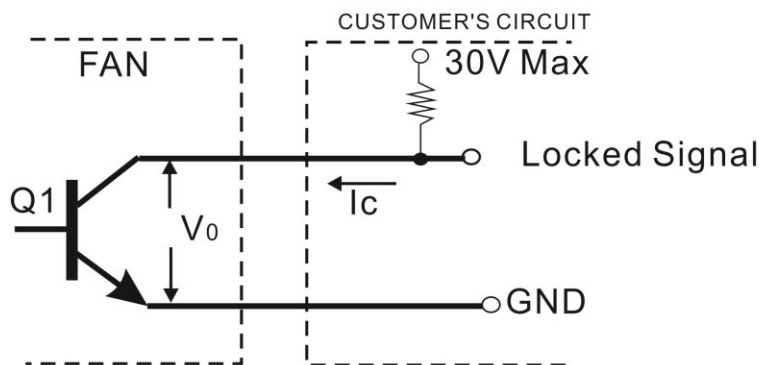 CUSTOMER'S CIRCUIT
FAN
30V Max
Locked Signal
Q1
Ic
V0
GND